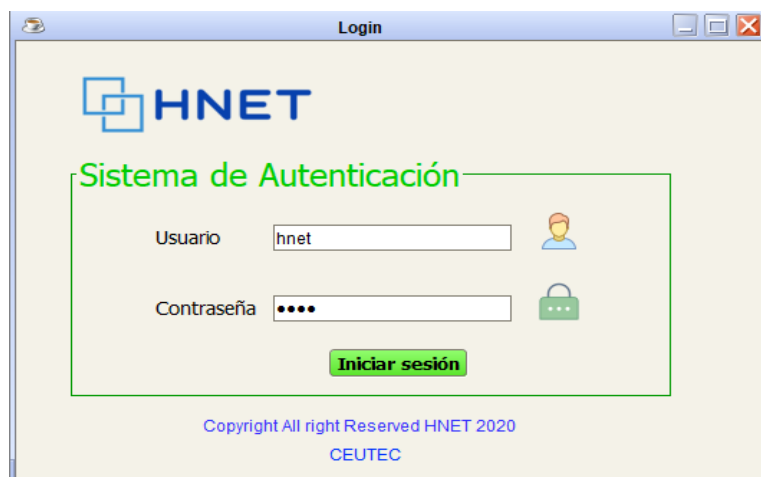 Login
HNET
Sistema de Autenticación
Usuario hnet
Contraseña ••••
Iniciar sesión
Copyright All right Reserved HNET 2020
CEUTEC